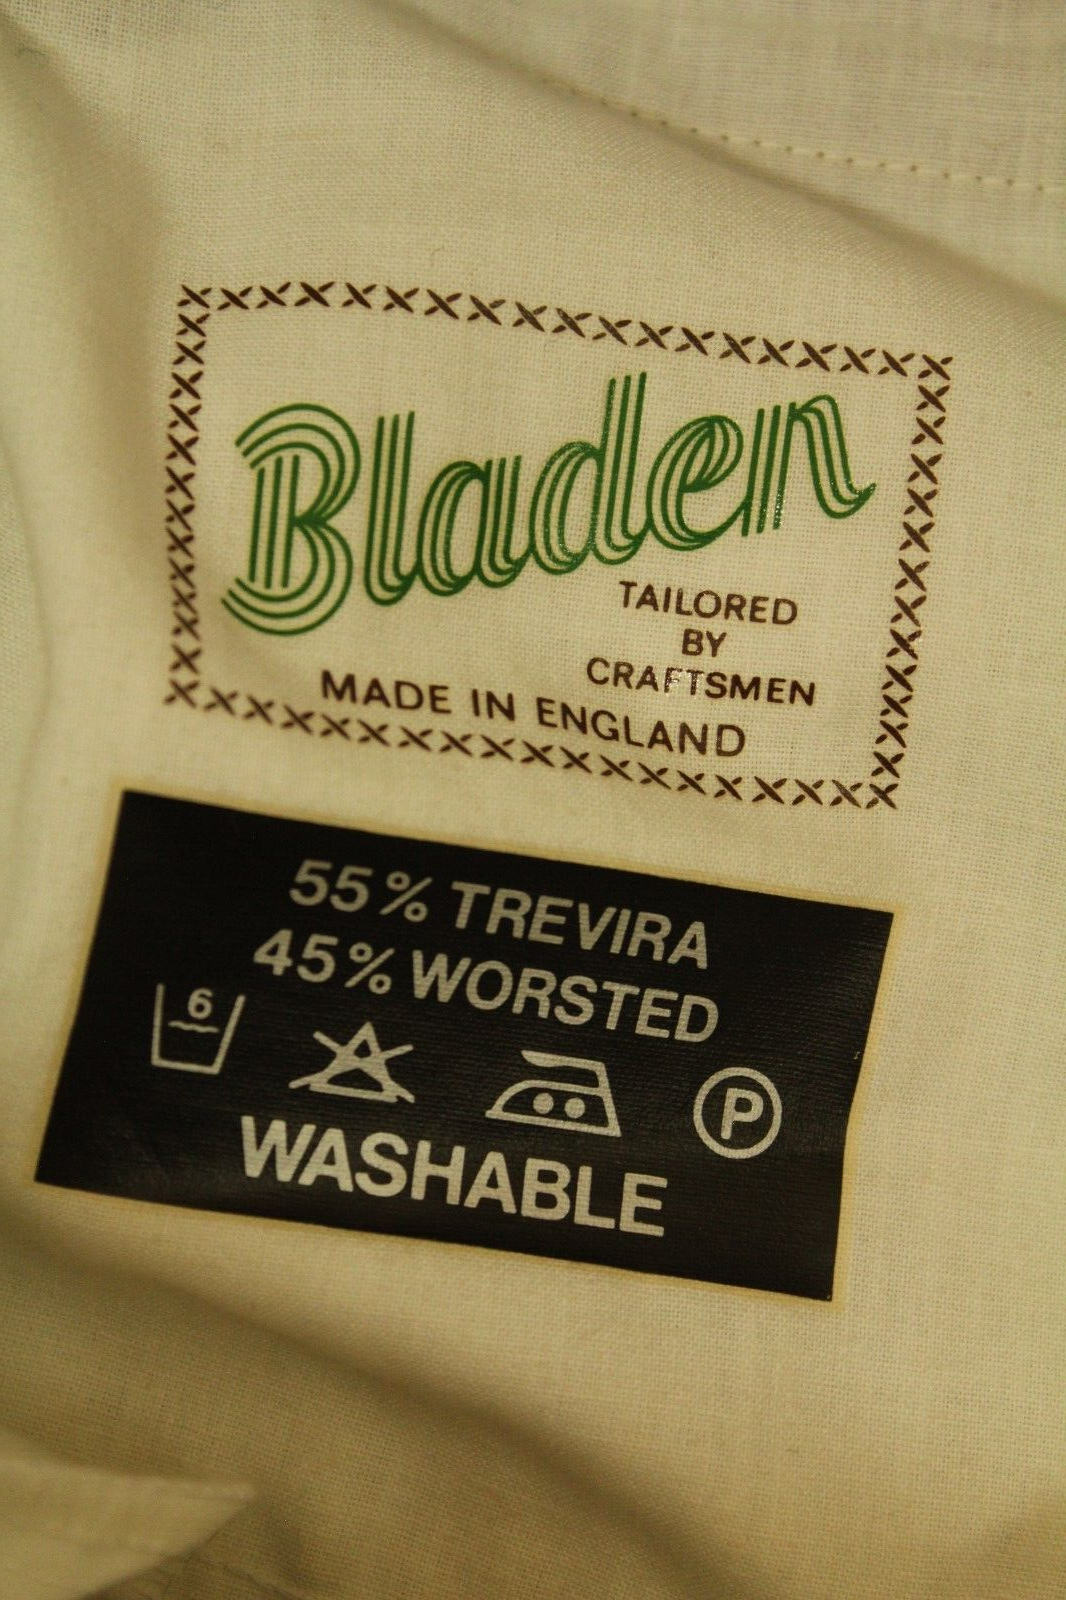 Bladen
TAILORED
BY
CRAFTSMEN
MADE IN ENGLAND
55% TREVIRA
45% WORSTED
6
P
WASHABLE